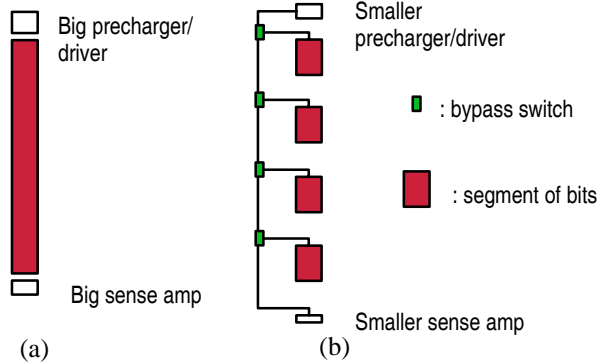 Big precharger/
driver
Big sense amp
(a)
Smaller
precharger/driver
: bypass switch
: segment of bits
Smaller sense amp
(b)